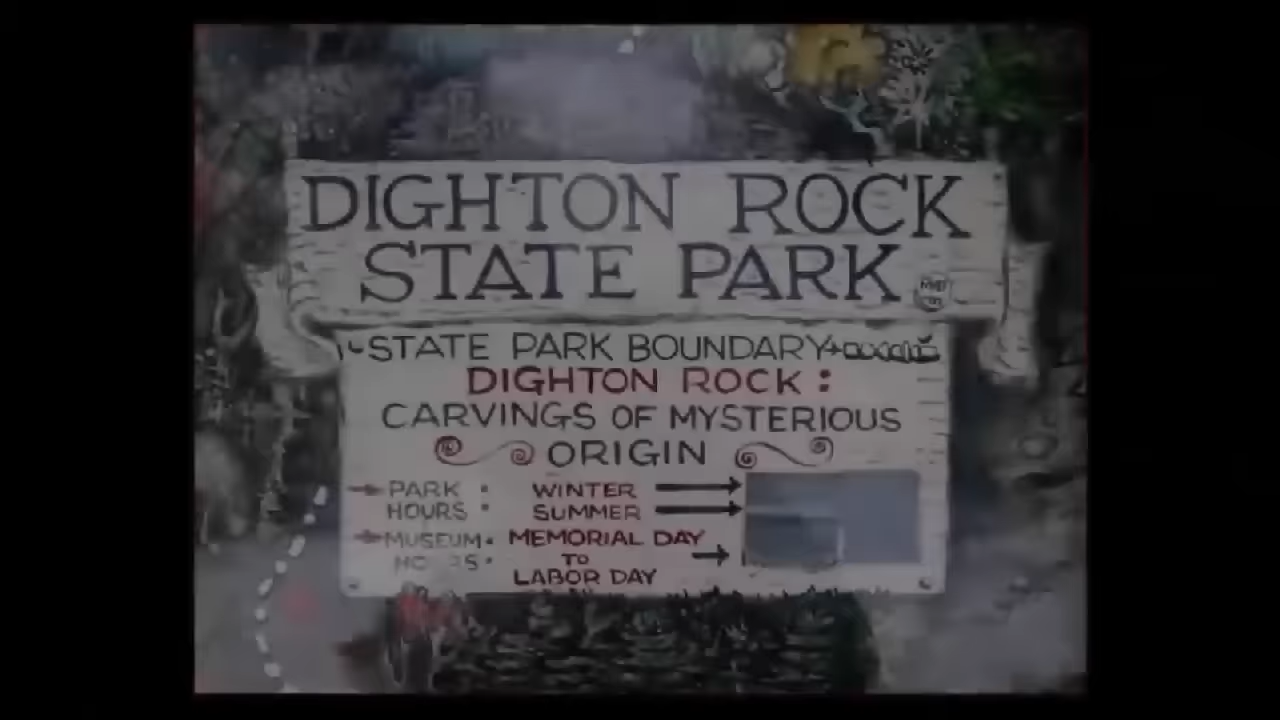 DIGHTON ROCK
STATE PARK
STATE PARK BOUNDARY
DIGHTON ROCK:
CARVINGS OF MYSTERIOUS
ORIGIN
PARK : WINTER
HOURS SUMMER
MUSEUM: MEMORIAL DAY
TO
LABOR DAY